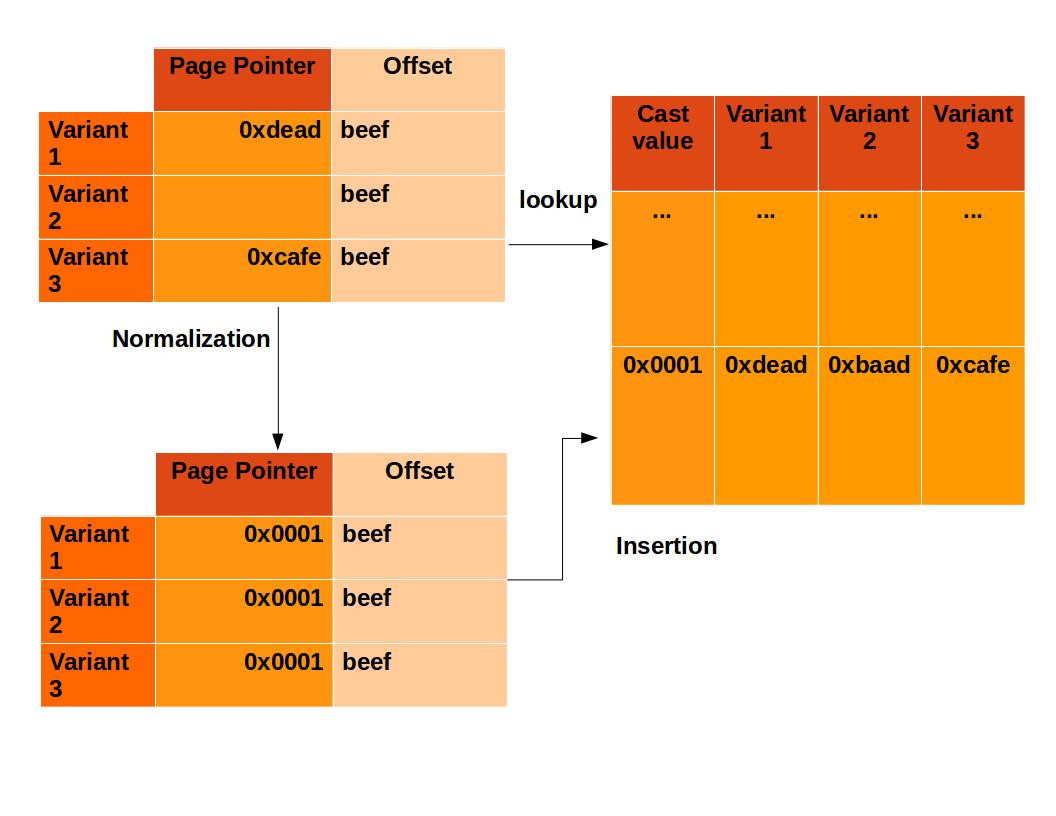 Page Pointer Offset
Variant 0xdead beef
1
Variant beef
2
Variant 0xcafe beef
3
lookup
Cast Variant Variant Variant
value 1 2 3
... ... ... ...
0x0001 0xdead 0xbaad 0xcafe
Normalization
Page Pointer Offset
Variant 0x0001 beef
1
Variant 0x0001 beef
2
Variant 0x0001 beef
3
Insertion